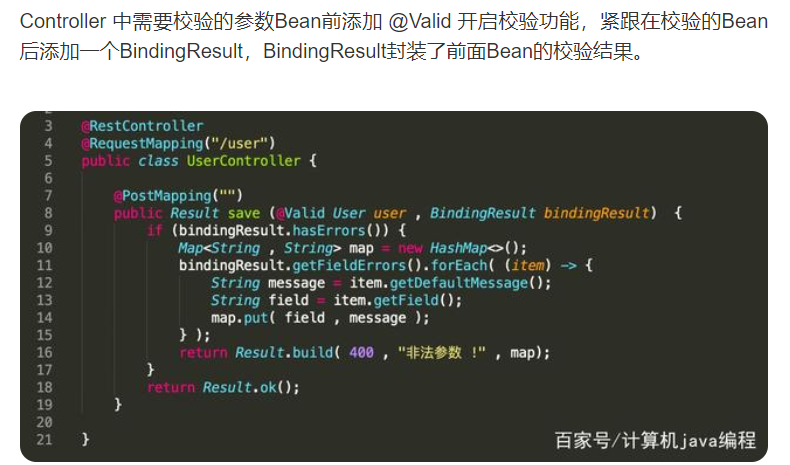 Controller 中需要校验的参数Bean前添加 @Valid 开启校验功能，紧跟在校验的Bean
后添加一个BindingResult，BindingResult封装了前面Bean的校验结果。
3 @RestController
4 @RequestMapping("/user")
5 public class UserController {
6
7 @PostMapping("")
8 public Result save (@Valid User user , BindingResult bindingResult) {
9 if (bindingResult.hasErrors()) {
10 Map<String , String> map = new HashMap<>();
11 bindingResult.getFieldErrors().forEach( (item) -> {
12 String message = item.getDefaultMessage();
13 String field = item.getField();
14 map.put( field , message );
15 } );
16 return Result.build( 400 , "非法参数 !" , map);
17 }
18 return Result.ok();
19 }
20
21 }
百家号/计算机java编程